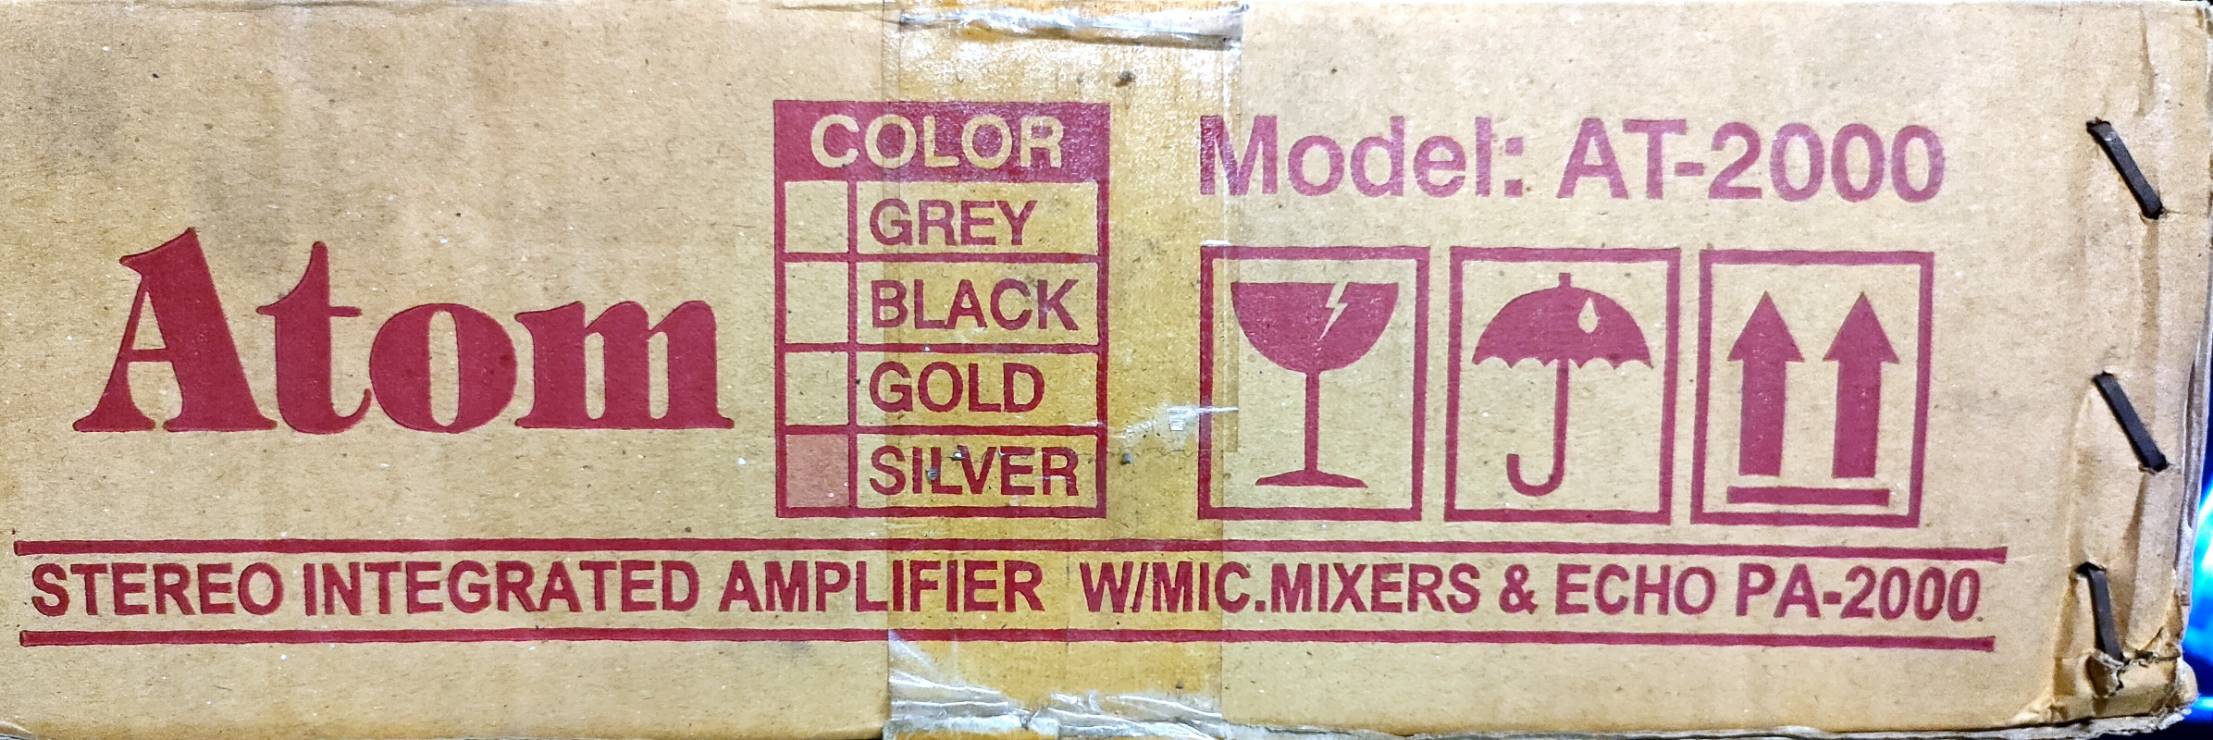 Atom
COLOR
GREY
BLACK
GOLD
SILVER
Model: AT-2000
STEREO INTEGRATED AMPLIFIER W/MIC.MIXERS & ECHO PA-2000